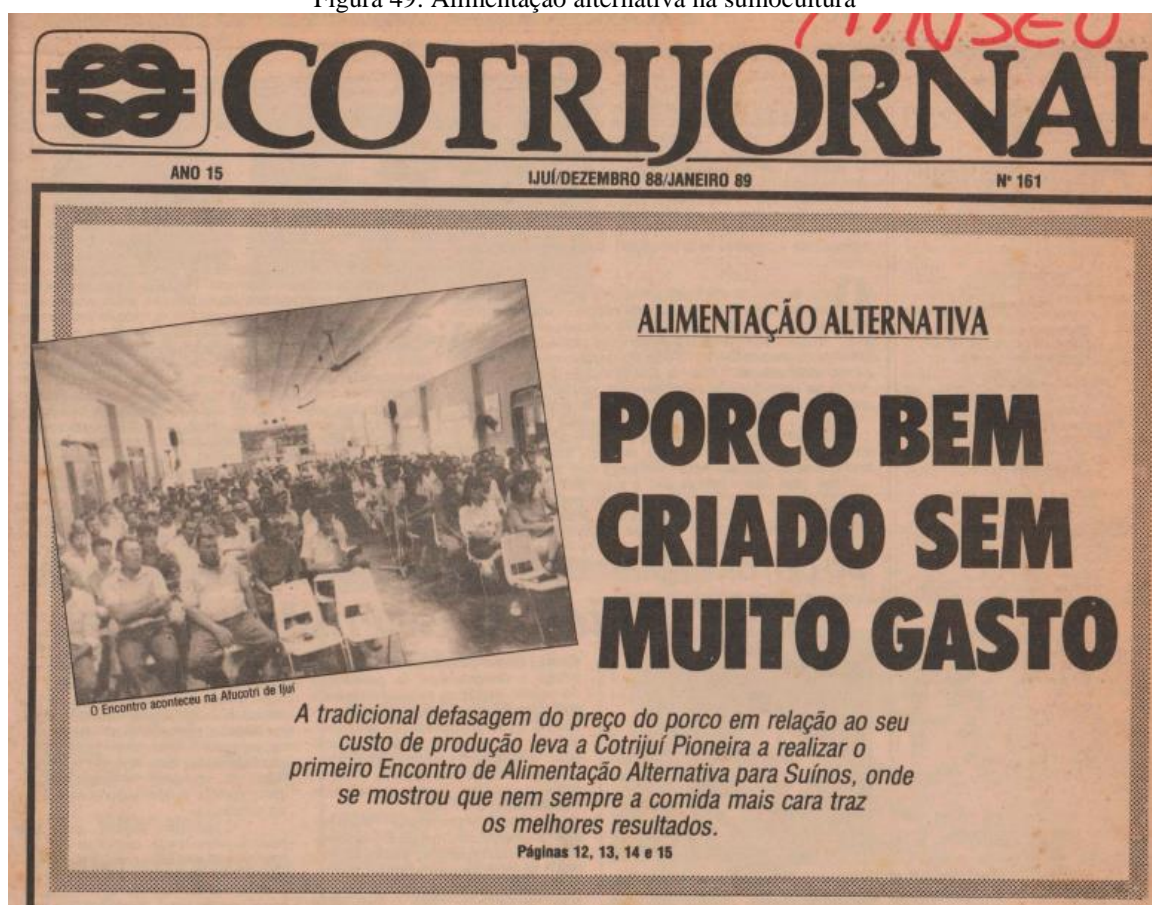 Figura 49: Alimentação alternativa na suinocultura
MUSEU
COTRIJORNAL
ANO 15
IJUÍ/DEZEMBRO 88/JANEIRO 89
Nº 161
ALIMENTAÇÃO ALTERNATIVA
PORCO BEM
CRIADO SEM
MUITO GASTO
O Encontro aconteceu na Afucotri de Ijuí
A tradicional defasagem do preço do porco em relação ao seu
custo de produção leva a Cotrijuí Pioneira a realizar o
primeiro Encontro de Alimentação Alternativa para Suínos, onde
se mostrou que nem sempre a comida mais cara traz
os melhores resultados.
Páginas 12, 13, 14 e 15